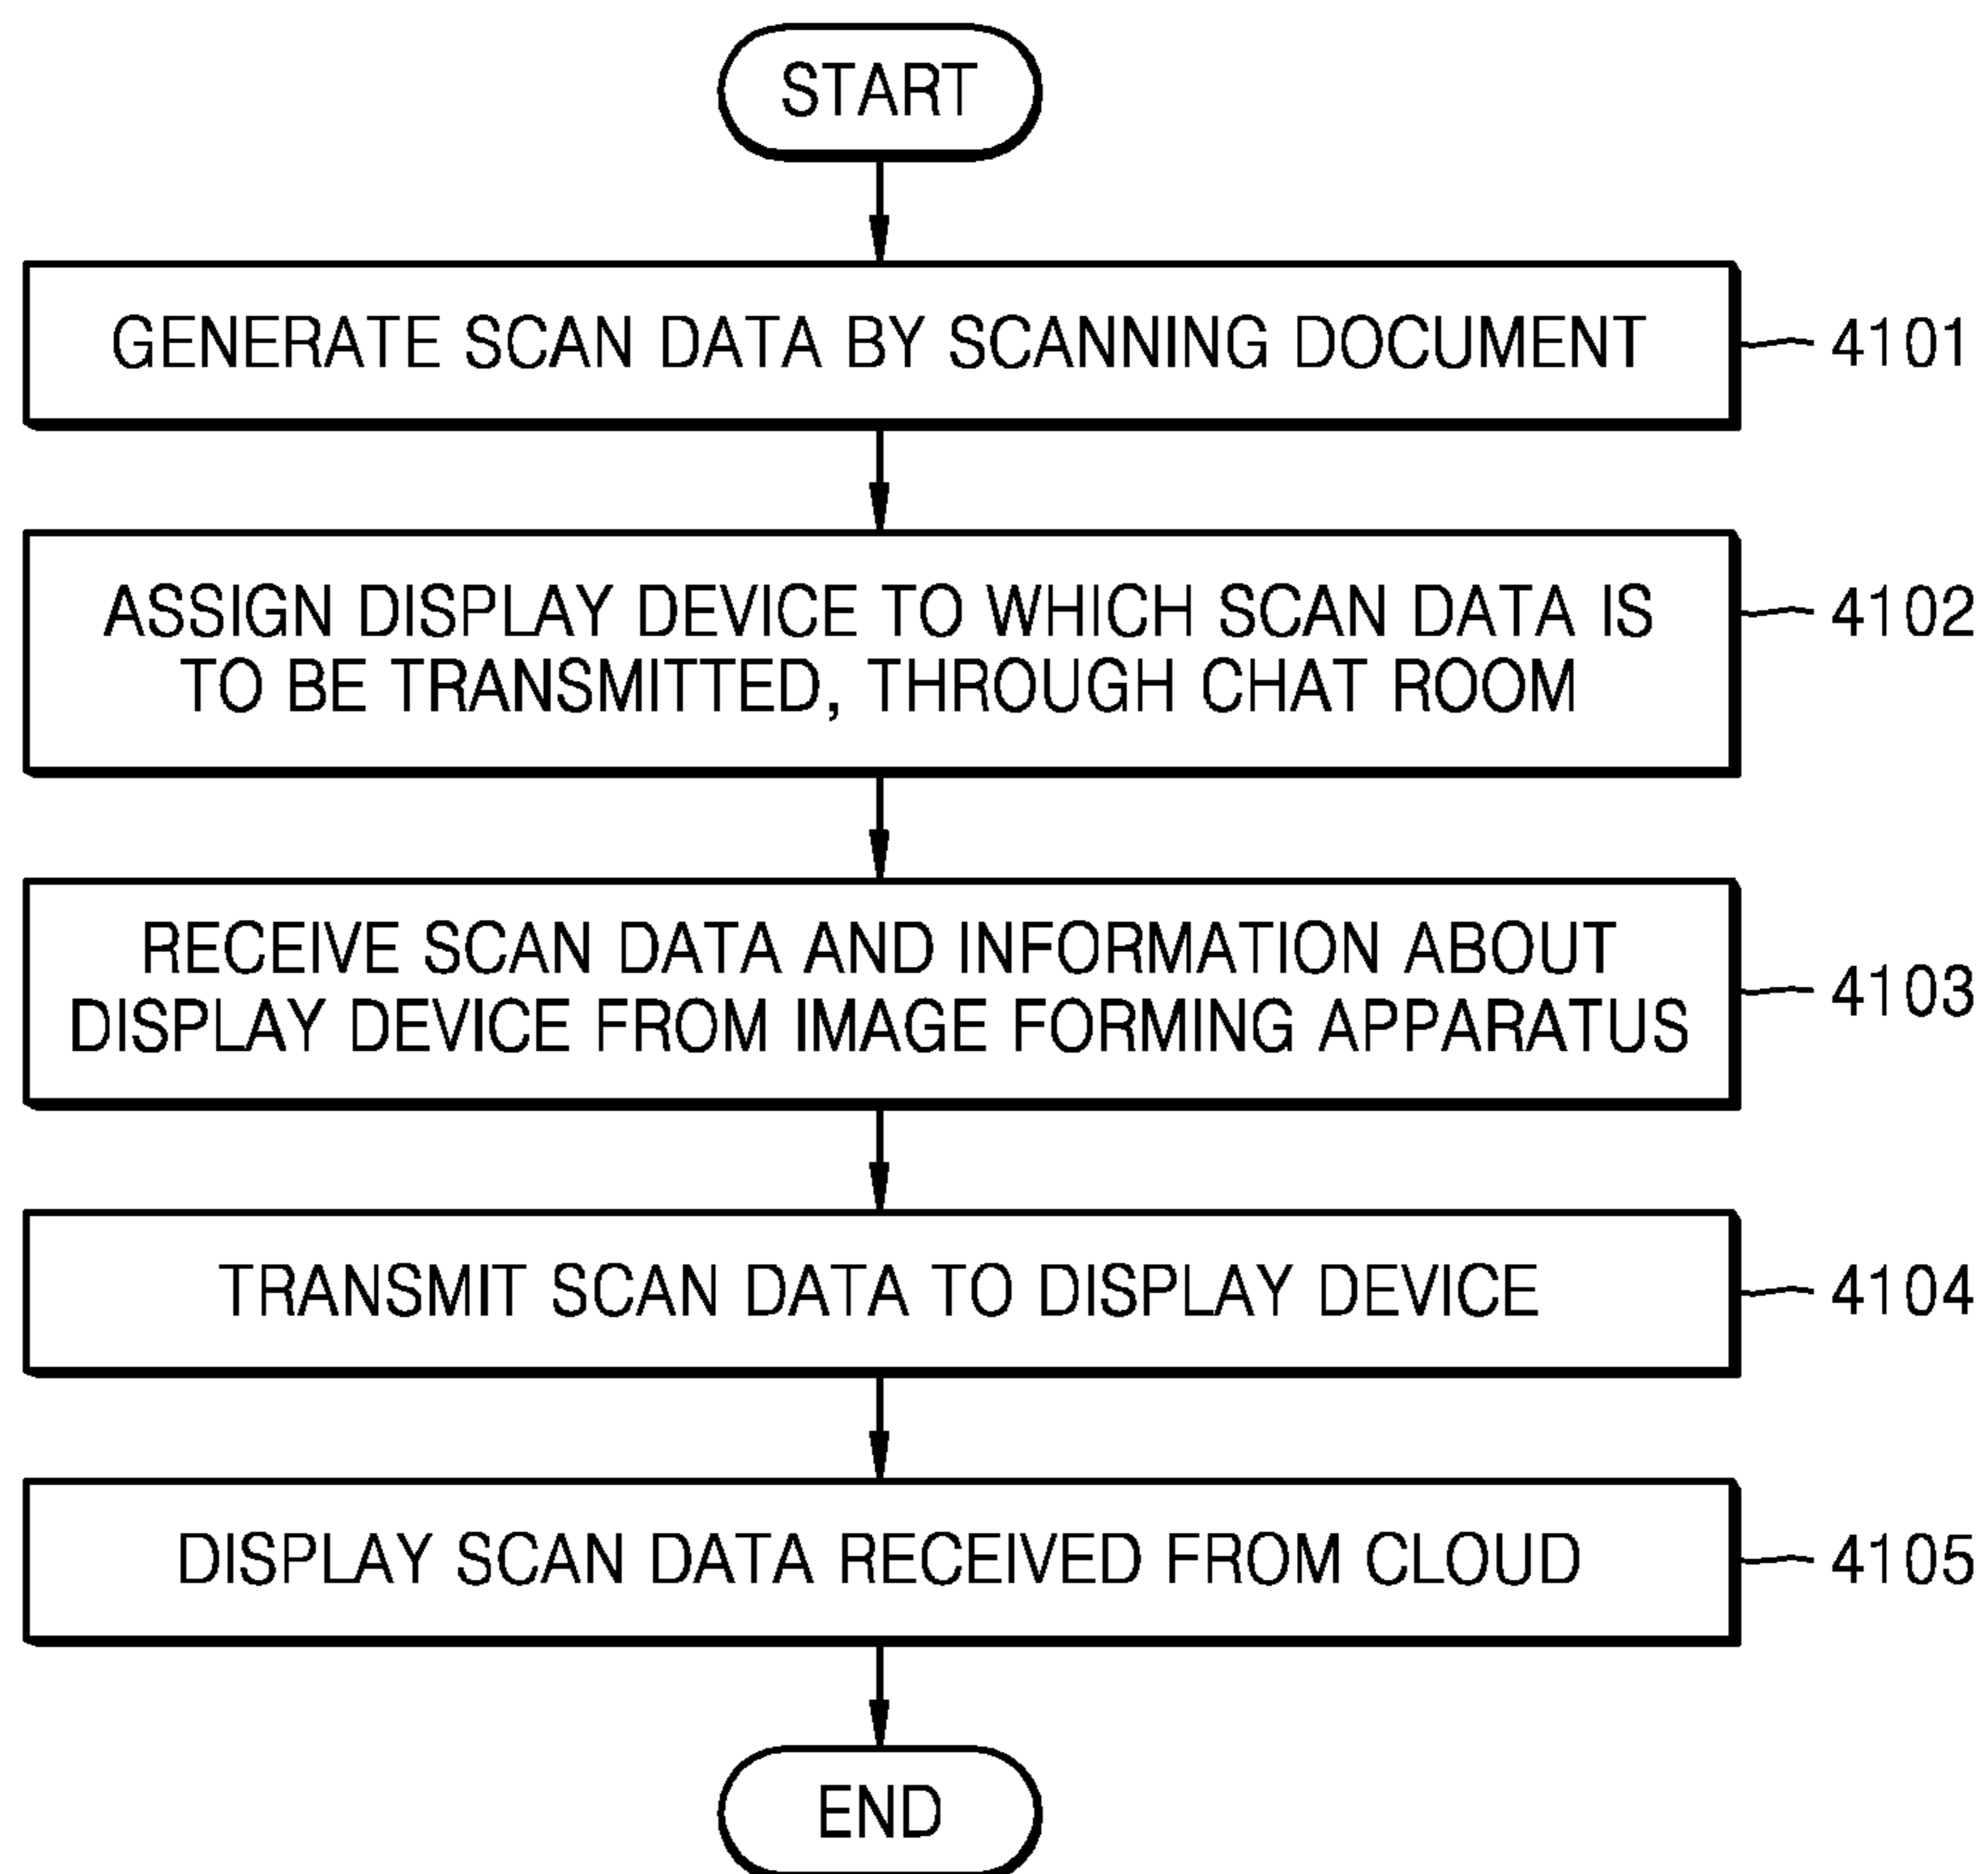 START
GENERATE SCAN DATA BY SCANNING DOCUMENT
4101
ASSIGN DISPLAY DEVICE TO WHICH SCAN DATA IS
TO BE TRANSMITTED, THROUGH CHAT ROOM
4102
RECEIVE SCAN DATA AND INFORMATION ABOUT
DISPLAY DEVICE FROM IMAGE FORMING APPARATUS
4103
TRANSMIT SCAN DATA TO DISPLAY DEVICE
4104
DISPLAY SCAN DATA RECEIVED FROM CLOUD
4105
END